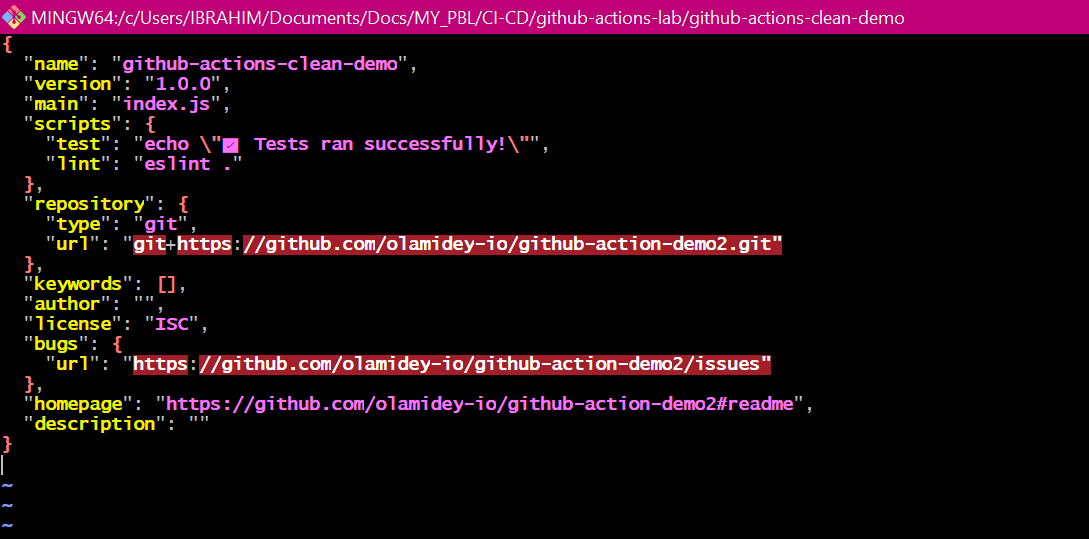 MINGW64:/c/Users/IBRAHIM/Documents/Docs/MY_PBL/CI-CD/github-actions-lab/github-actions-clean-demo
{
  "name": "github-actions-clean-demo",
  "version": "1.0.0",
  "main": "index.js",
  "scripts": {
    "test": "echo \"✅ Tests ran successfully!\"",
    "lint": "eslint ."
  },
  "repository": {
    "type": "git",
    "url": "git+https://github.com/olamidey-io/github-action-demo2.git"
  },
  "keywords": [],
  "author": "",
  "license": "ISC",
  "bugs": {
    "url": "https://github.com/olamidey-io/github-action-demo2/issues"
  },
  "homepage": "https://github.com/olamidey-io/github-action-demo2#readme",
  "description": ""
}
~
~
~